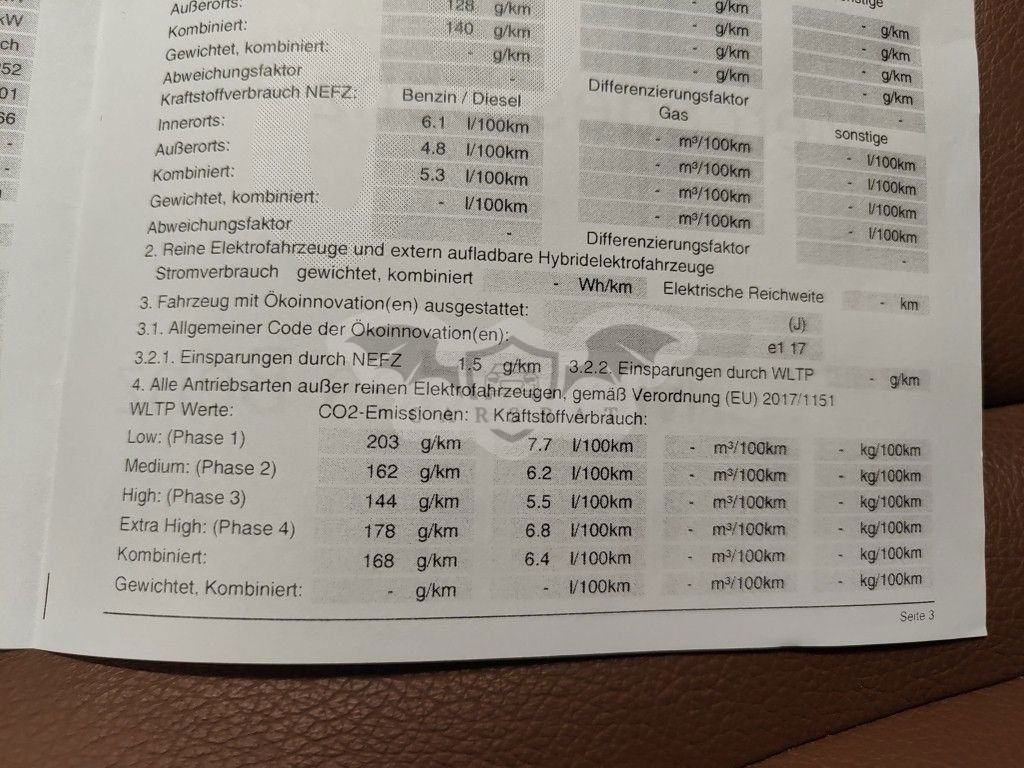 Außerorts: 128 g/km - g/km
Kombiniert: 140 g/km - g/km - g/km
Gewichtet, kombiniert: - g/km - g/km - g/km
Abweichungsfaktor - - g/km - g/km
Kraftstoffverbrauch NEFZ: Benzin / Diesel Differenzierungsfaktor - g/km
Gas -
Innerorts: 6.1 l/100km - m³/100km sonstige
Außerorts: 4.8 l/100km - m³/100km - l/100km
Kombiniert: 5.3 l/100km - m³/100km - l/100km
Gewichtet, kombiniert: - l/100km - m³/100km - l/100km
Abweichungsfaktor - Differenzierungsfaktor - l/100km
-
2. Reine Elektrofahrzeuge und extern aufladbare Hybridelektrofahrzeuge
Stromverbrauch gewichtet, kombiniert - Wh/km Elektrische Reichweite - km
3. Fahrzeug mit Ökoinnovation(en) ausgestattet: (J)
3.1. Allgemeiner Code der Ökoinnovation(en): e1 17
3.2.1. Einsparungen durch NEFZ 1.5 g/km 3.2.2. Einsparungen durch WLTP - g/km
4. Alle Antriebsarten außer reinen Elektrofahrzeugen, gemäß Verordnung (EU) 2017/1151
WLTP Werte: CO2-Emissionen: Kraftstoffverbrauch:
Low: (Phase 1) 203 g/km 7.7 l/100km - m³/100km - kg/100km
Medium: (Phase 2) 162 g/km 6.2 l/100km - m³/100km - kg/100km
High: (Phase 3) 144 g/km 5.5 l/100km - m³/100km - kg/100km
Extra High: (Phase 4) 178 g/km 6.8 l/100km - m³/100km - kg/100km
Kombiniert: 168 g/km 6.4 l/100km - m³/100km - kg/100km
Gewichtet, Kombiniert: - g/km - l/100km - m³/100km - kg/100km
Seite 3